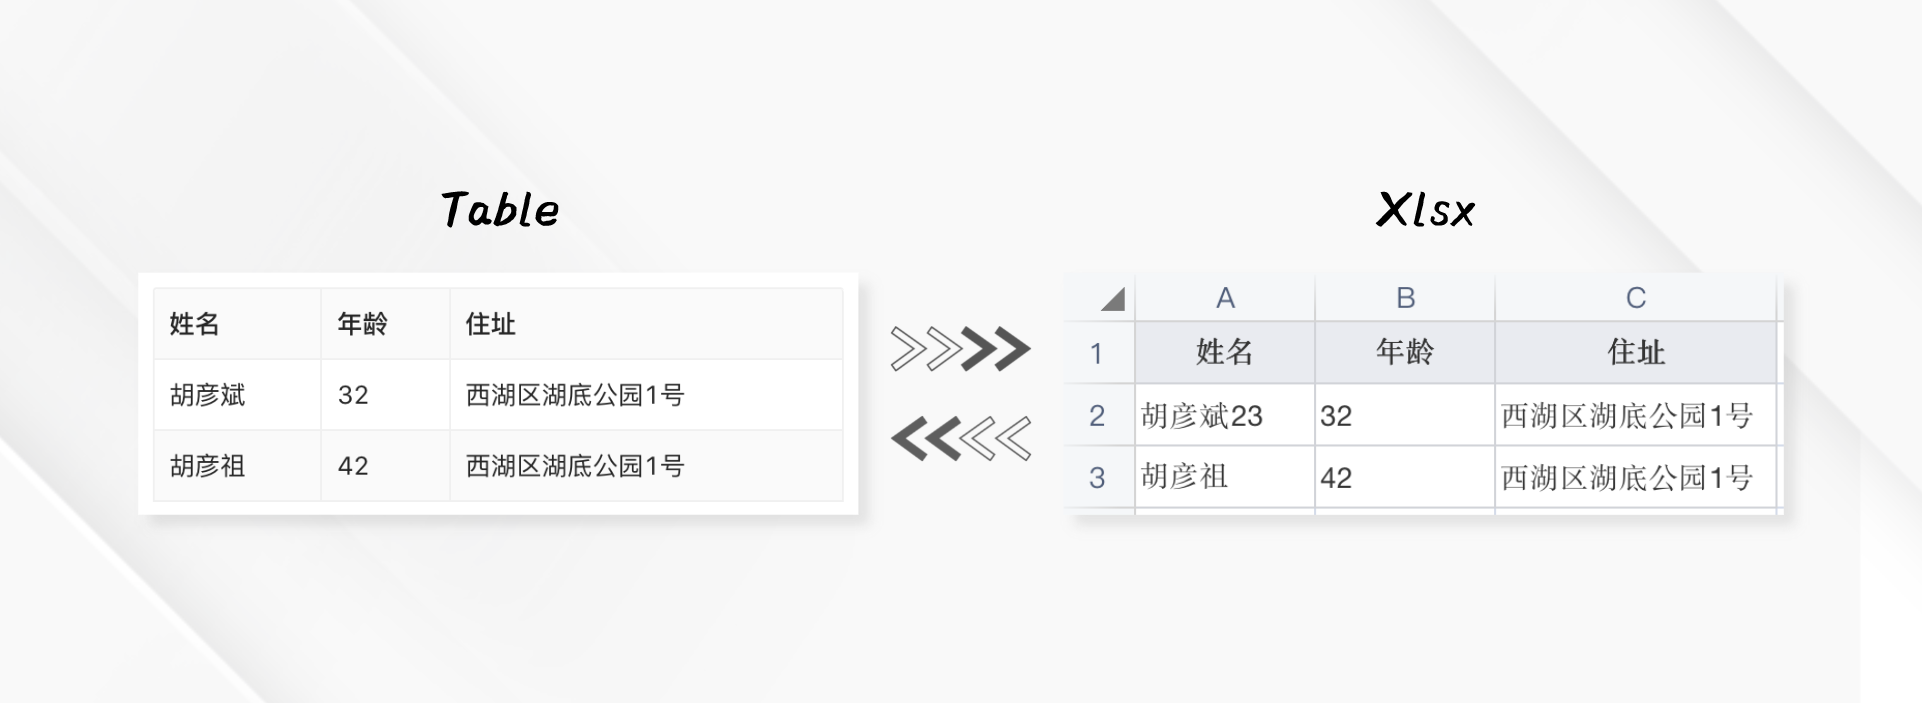 Table
姓名 年龄 住址
胡彦斌 32 西湖区湖底公园1号
胡彦祖 42 西湖区湖底公园1号
Xlsx
A B C
1 姓名 年龄 住址
2 胡彦斌23 32 西湖区湖底公园1号
3 胡彦祖 42 西湖区湖底公园1号